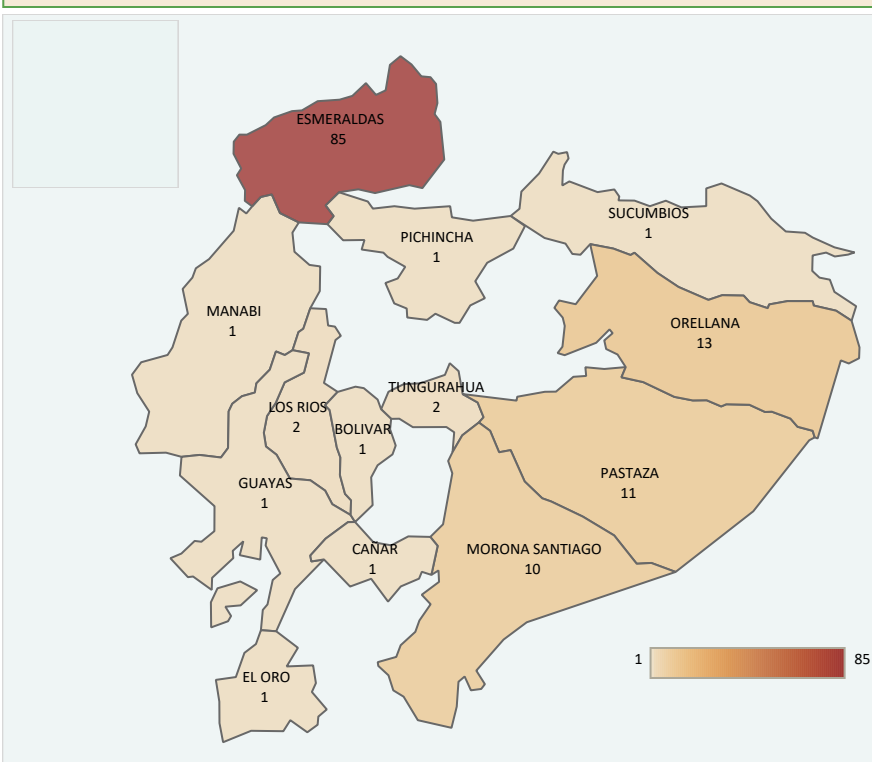 ESMERALDAS
85
SUCUMBIOS
1
PICHINCHA
1
MANABI
1
ORELLANA
13
TUNGURAHUA
2
LOS RIOS
2
BOLIVAR
1
PASTAZA
11
GUAYAS
1
CAÑAR
1
MORONA SANTIAGO
10
EL ORO
1
1
85